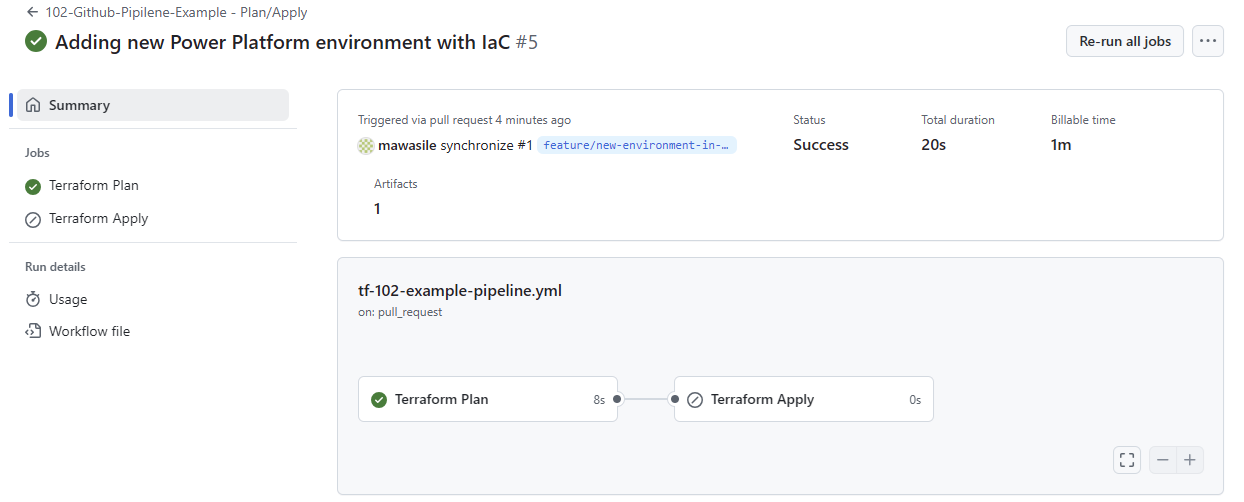 102-Github-Pipilene-Example - Plan/Apply
Adding new Power Platform environment with IaC #5
Re-run all jobs
Summary
Jobs
Terraform Plan
Terraform Apply
Run details
Usage
Workflow file
Triggered via pull request 4 minutes ago
mawasile synchronize #1 feature/new-environment-in-…
Status
Success
Total duration
20s
Billable time
1m
Artifacts
1
tf-102-example-pipeline.yml
on: pull_request
Terraform Plan 8s
Terraform Apply 0s